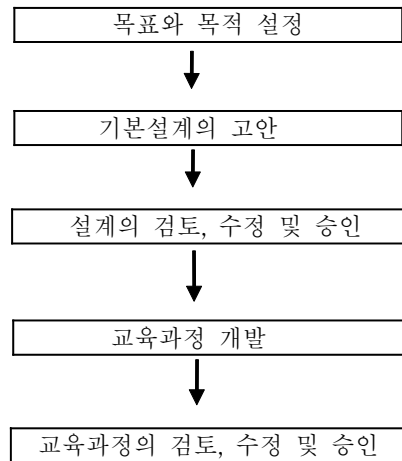 목표와 목적 설정
기본설계의 고안
설계의 검토, 수정 및 승인
교육과정 개발
교육과정의 검토, 수정 및 승인